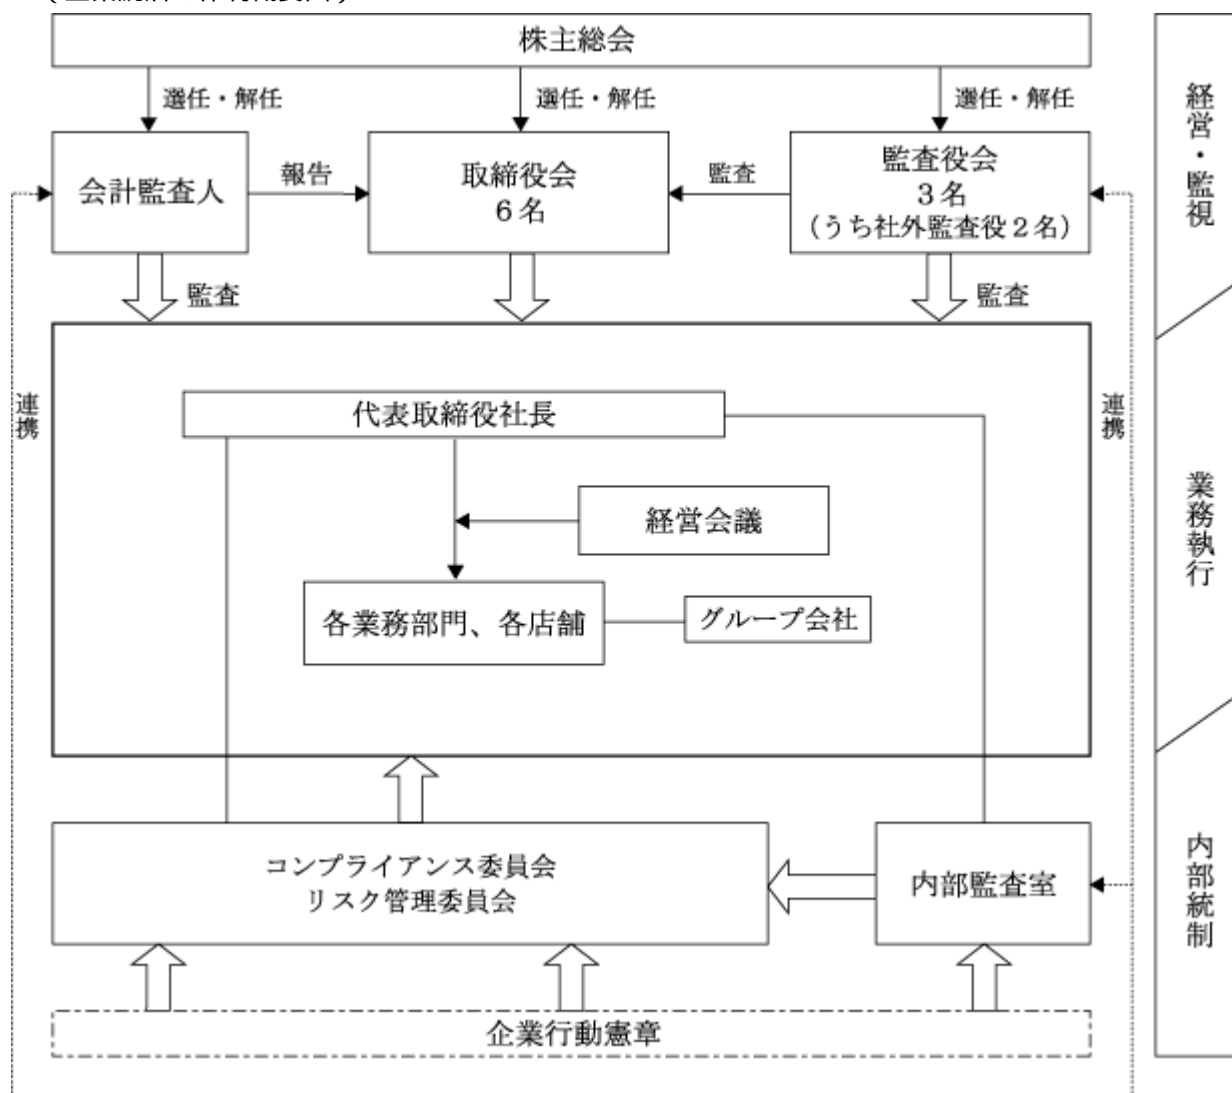 株主総会
選任・解任
選任・解任
選任・解任
会計監査人
報告
取締役会
6名
監査
監査役会
3名
(うち社外監査役2名)
監査
監査
連携
連携
代表取締役社長
経営会議
各業務部門、各店舗
グループ会社
コンプライアンス委員会
リスク管理委員会
内部監査室
企業行動憲章
経営・監視
業務執行
内部統制